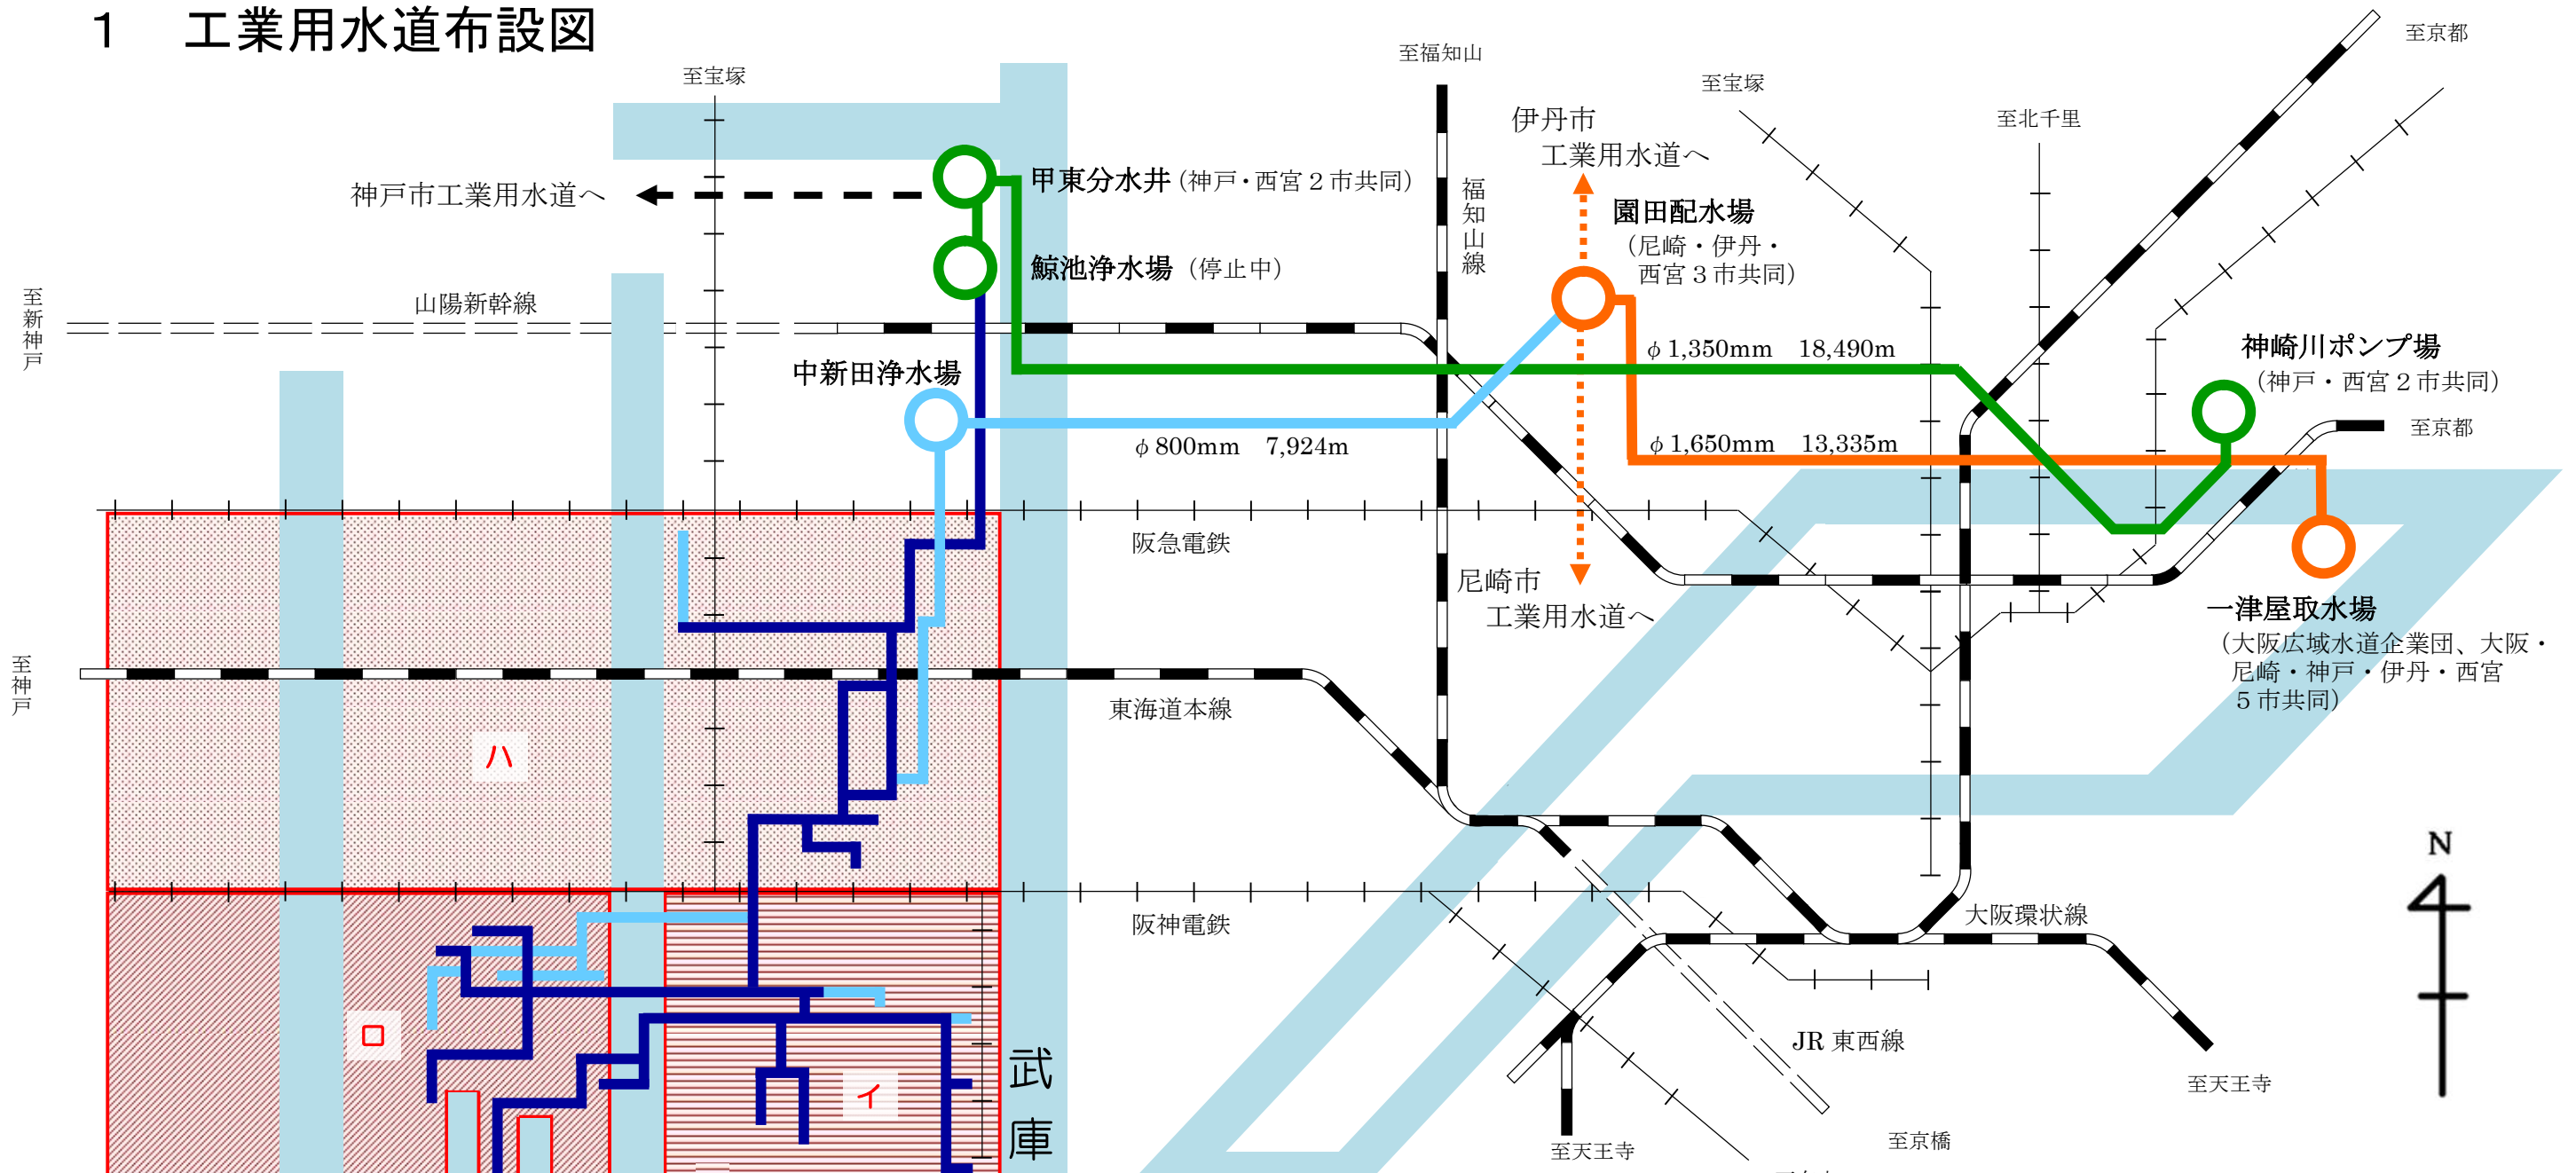 1　工業用水道布設図
至宝塚
至福知山
至宝塚
至北千里
至京都
伊丹市
工業用水道へ
神戸市工業用水道へ
甲東分水井（神戸・西宮２市共同）
福知山線
園田配水場
（尼崎・伊丹・
西宮３市共同）
鯨池浄水場（停止中）
至新神戸
山陽新幹線
中新田浄水場
φ1,350mm　18,490m
神崎川ポンプ場
（神戸・西宮２市共同）
至京都
φ800mm　7,924m
φ1,650mm　13,335m
阪急電鉄
尼崎市
工業用水道へ
一津屋取水場
（大阪広域水道企業団、大阪・
尼崎・神戸・伊丹・西宮
５市共同）
至神戸
東海道本線
ハ
N
阪神電鉄
大阪環状線
ロ
イ
武庫
JR東西線
至天王寺
至京橋
至天王寺